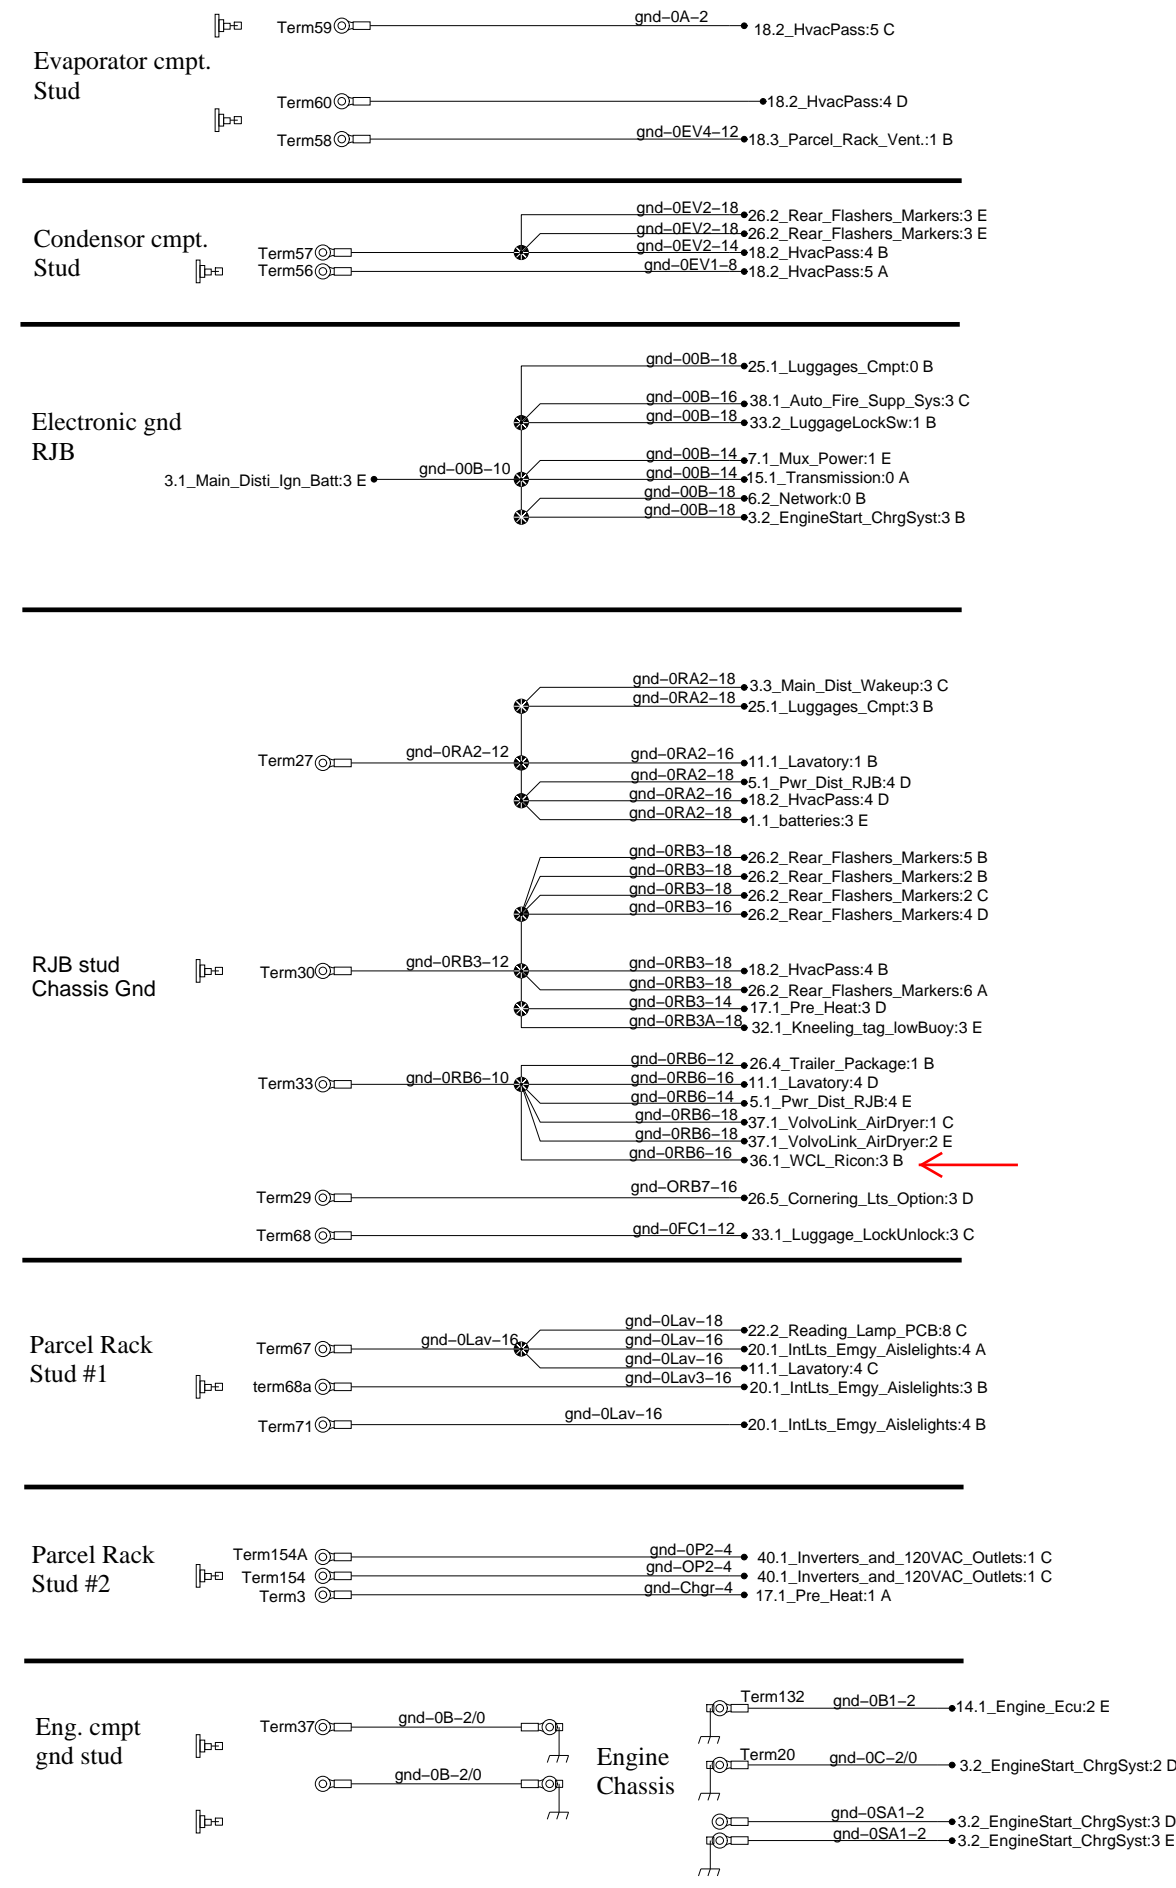 gnd–0A–2
Term59
18.2_HvacPass:5 C
Evaporator cmpt.
Stud
Term60
18.2_HvacPass:4 D
gnd–0EV4–12
Term58
18.3_Parcel_Rack_Vent.:1 B
Condensor cmpt.
Stud
gnd–0EV2–18
26.2_Rear_Flashers_Markers:3 E
gnd–0EV2–18
26.2_Rear_Flashers_Markers:3 E
Term57
gnd–0EV2–14
18.2_HvacPass:4 B
Term56
gnd–0EV1–8
18.2_HvacPass:5 A
Electronic gnd
RJB
gnd–00B–18
25.1_Luggages_Cmpt:0 B
gnd–00B–16
38.1_Auto_Fire_Supp_Sys:3 C
gnd–00B–18
33.2_LuggageLockSw:1 B
gnd–00B–14
7.1_Mux_Power:1 E
3.1_Main_Disti_Ign_Batt:3 E
gnd–00B–10
gnd–00B–14
15.1_Transmission:0 A
gnd–00B–18
6.2_Network:0 B
gnd–00B–18
3.2_EngineStart_ChrgSyst:3 B
gnd–0RA2–18
3.3_Main_Dist_Wakeup:3 C
gnd–0RA2–18
25.1_Luggages_Cmpt:3 B
Term27
gnd–0RA2–12
gnd–0RA2–16
11.1_Lavatory:1 B
gnd–0RA2–18
5.1_Pwr_Dist_RJB:4 D
gnd–0RA2–16
18.2_HvacPass:4 D
gnd–0RA2–18
1.1_batteries:3 E
gnd–0RB3–18
26.2_Rear_Flashers_Markers:5 B
gnd–0RB3–18
26.2_Rear_Flashers_Markers:2 B
gnd–0RB3–18
26.2_Rear_Flashers_Markers:2 C
gnd–0RB3–16
26.2_Rear_Flashers_Markers:4 D
RJB stud
Chassis Gnd
Term30
gnd–0RB3–12
gnd–0RB3–18
18.2_HvacPass:4 B
gnd–0RB3–18
26.2_Rear_Flashers_Markers:6 A
gnd–0RB3–14
17.1_Pre_Heat:3 D
gnd–0RB3A–18
32.1_Kneeling_tag_lowBuoy:3 E
gnd–0RB6–12
26.4_Trailer_Package:1 B
Term33
gnd–0RB6–10
gnd–0RB6–16
11.1_Lavatory:4 D
gnd–0RB6–14
5.1_Pwr_Dist_RJB:4 E
gnd–0RB6–18
37.1_VolvoLink_AirDryer:1 C
gnd–0RB6–18
37.1_VolvoLink_AirDryer:2 E
gnd–0RB6–16
36.1_WCL_Ricon:3 B
Term29
gnd–ORB7–16
26.5_Cornering_Lts_Option:3 D
Term68
gnd–0FC1–12
33.1_Luggage_LockUnlock:3 C
Parcel Rack
Stud #1
gnd–0Lav–18
22.2_Reading_Lamp_PCB:8 C
Term67
gnd–0Lav–16
gnd–0Lav–16
20.1_IntLts_Emgy_Aislelights:4 A
gnd–0Lav–16
11.1_Lavatory:4 C
term68a
gnd–0Lav3–16
20.1_IntLts_Emgy_Aislelights:3 B
Term71
gnd–0Lav–16
20.1_IntLts_Emgy_Aislelights:4 B
Parcel Rack
Stud #2
Term154A
gnd–0P2–4
40.1_Inverters_and_120VAC_Outlets:1 C
Term154
gnd–OP2–4
40.1_Inverters_and_120VAC_Outlets:1 C
Term3
gnd–Chgr–4
17.1_Pre_Heat:1 A
Eng. cmpt
gnd stud
Term37
gnd–0B–2/0
gnd–0B–2/0
Engine
Chassis
Term132
gnd–0B1–2
14.1_Engine_Ecu:2 E
Term20
gnd–0C–2/0
3.2_EngineStart_ChrgSyst:2 D
gnd–0SA1–2
3.2_EngineStart_ChrgSyst:3 D
gnd–0SA1–2
3.2_EngineStart_ChrgSyst:3 E